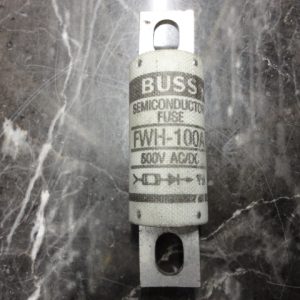 BUSS
SEMICONDUCTOR
FUSE
FWH-100A
500V AC/DC